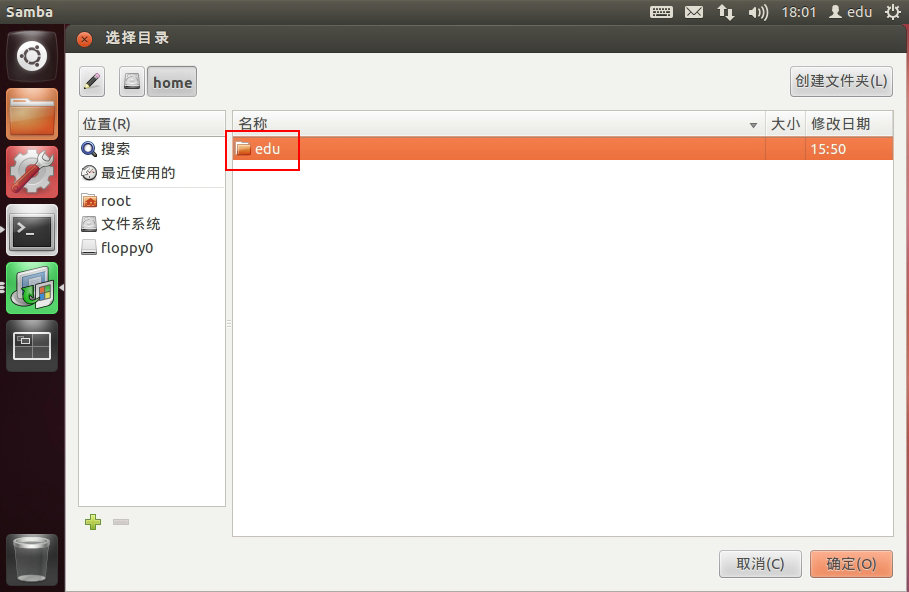 Samba 18:01 edu
选择目录
home 创建文件夹(L)
位置(R) 名称 大小 修改日期
搜索 edu 15:50
最近使用的
root
文件系统
floppy0
取消(C) 确定(O)